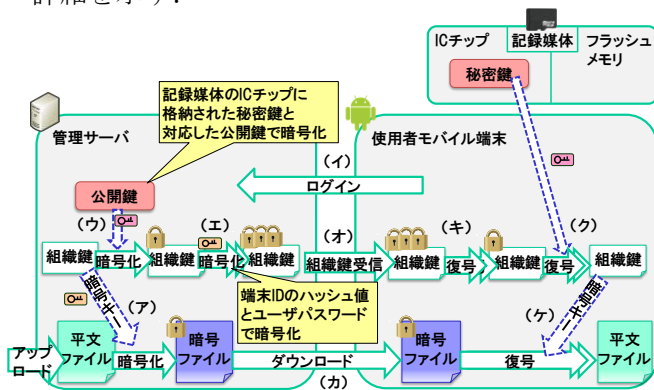 ICチップ
記録媒体
フラッシュ
メモリ
秘密鍵
記録媒体のICチップに
格納された秘密鍵と
対応した公開鍵で暗号化
管理サーバ
使用者モバイル端末
(イ)
ログイン
公開鍵
(ウ)
(エ)
(オ)
(キ)
(ク)
組織鍵
暗号化
組織鍵
暗号化
組織鍵
組織鍵受信
組織鍵
復号
組織鍵
復号
組織鍵
暗号キー
(ア)
端末IDのハッシュ値
とユーザパスワード
で暗号化
(ケ)
暗号キー
アップ
ロード
平文
ファイル
暗号化
暗号
ファイル
ダウンロード
(カ)
暗号
ファイル
復号
平文
ファイル